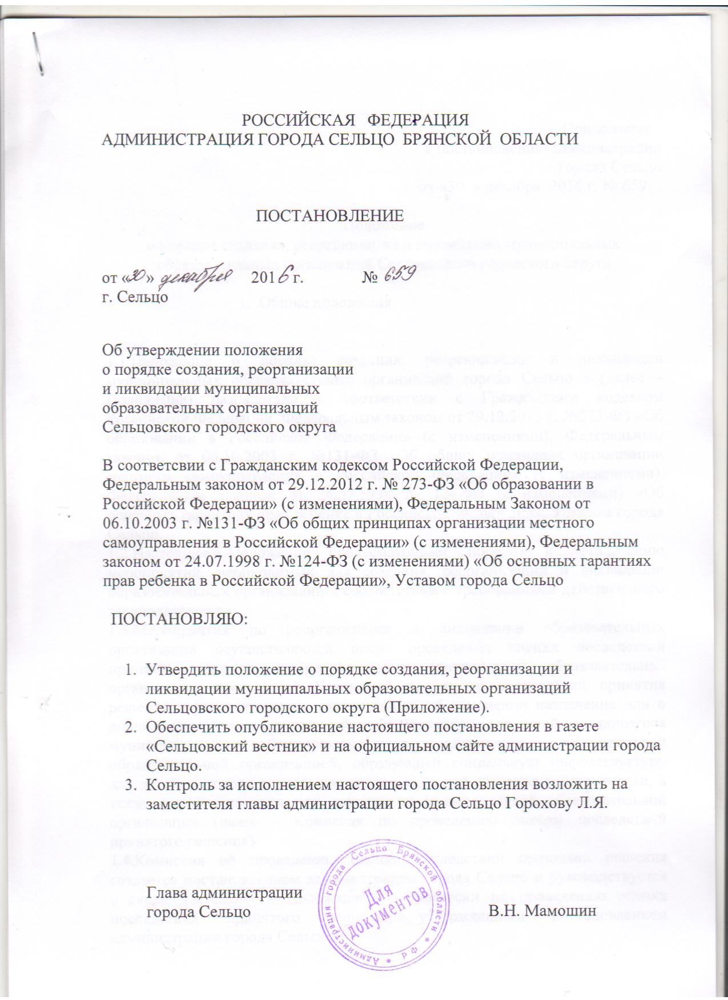 РОССИЙСКАЯ ФЕДЕРАЦИЯ
АДМИНИСТРАЦИЯ ГОРОДА СЕЛЬЦО БРЯНСКОЙ ОБЛАСТИ
ПОСТАНОВЛЕНИЕ
от «30» декабря 2016 г. № 659
г. Сельцо
Об утверждении положения
о порядке создания, реорганизации
и ликвидации муниципальных
образовательных организаций
Сельцовского городского округа
В соответсвии с Гражданским кодексом Российской Федерации,
Федеральным законом от 29.12.2012 г. № 273-ФЗ «Об образовании в
Российской Федерации» (с изменениями), Федеральным Законом от
06.10.2003 г. №131-ФЗ «Об общих принципах организации местного
самоуправления в Российской Федерации» (с изменениями), Федеральным
законом от 24.07.1998 г. №124-ФЗ (с изменениями) «Об основных гарантиях
прав ребенка в Российской Федерации», Уставом города Сельцо
ПОСТАНОВЛЯЮ:
1. Утвердить положение о порядке создания, реорганизации и
ликвидации муниципальных образовательных организаций
Сельцовского городского округа (Приложение).
2. Обеспечить опубликование настоящего постановления в газете
«Сельцовский вестник» и на официальном сайте администрации города
Сельцо.
3. Контроль за исполнением настоящего постановления возложить на
заместителя главы администрации города Сельцо Горохову Л.Я.
Глава администрации
города Сельцо В.Н. Мамошин
Администрация города Сельцо Брянской области * РФ *
Для
документов